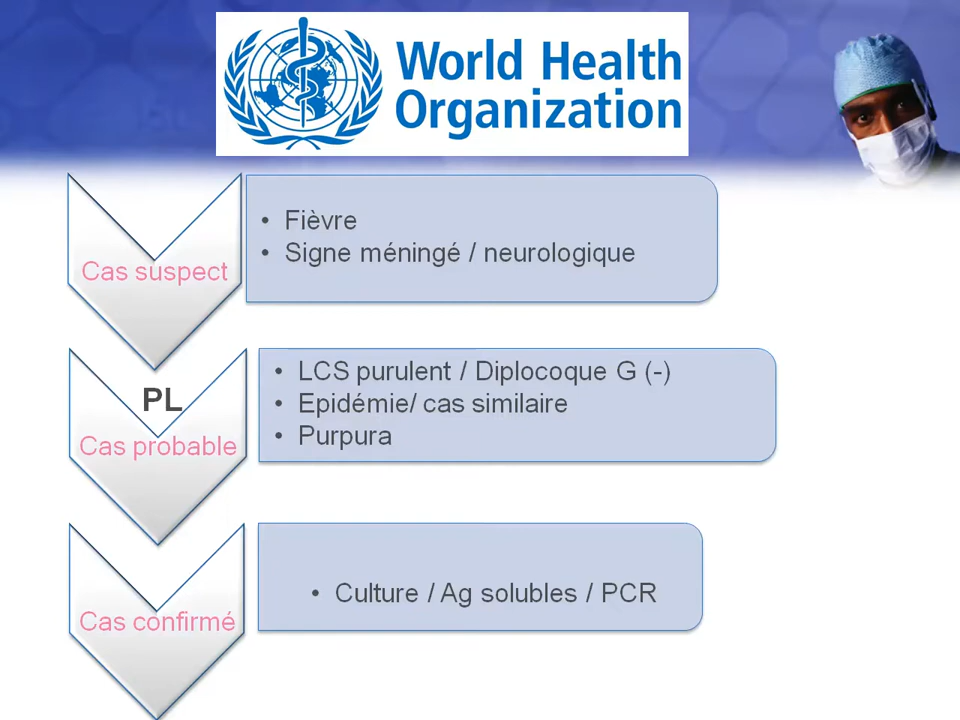 World Health
Organization
• Fièvre
• Signe méningé / neurologique
Cas suspect
• LCS purulent / Diplocoque G (-)
• Epidémie/ cas similaire
• Purpura
PL
Cas probable
• Culture / Ag solubles / PCR
Cas confirmé